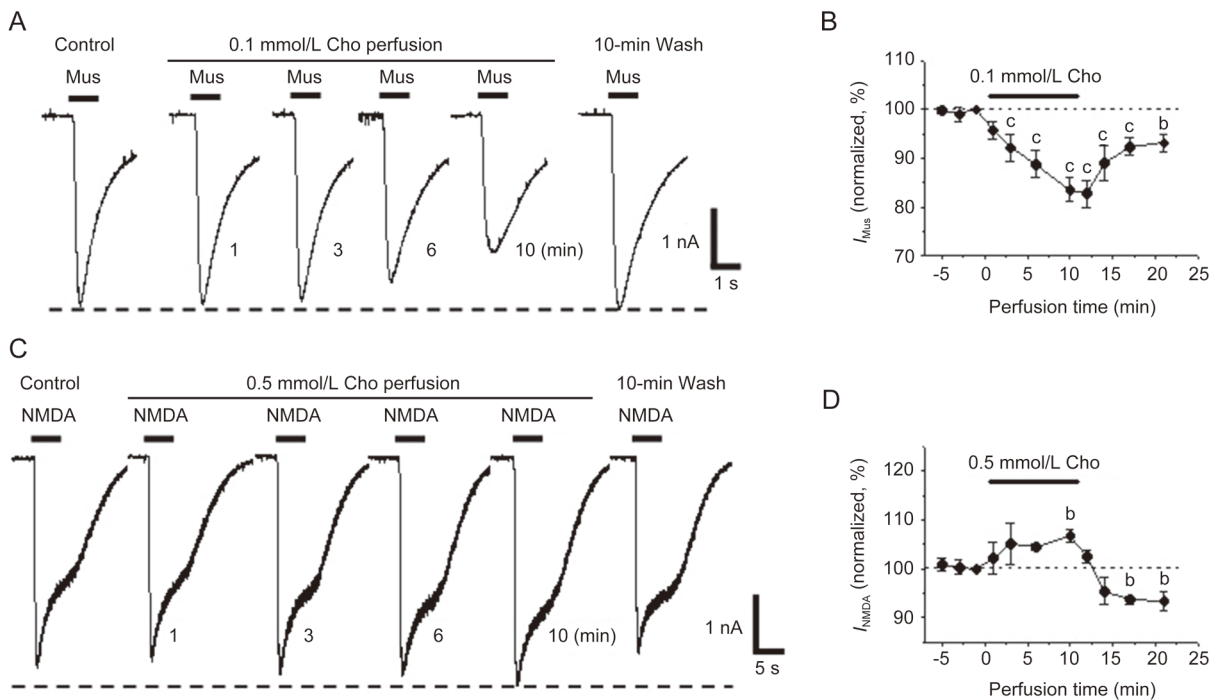 A
Control
0.1 mmol/L Cho perfusion
10-min Wash
Mus Mus Mus Mus Mus Mus
1 3 6 10 (min)
1 nA
1 s
B
110
100
90
80
70
0.1 mmol/L Cho
c c c c c c b
I Mus (normalized, %)
-5 0 5 10 15 20 25
Perfusion time (min)
C
Control
0.5 mmol/L Cho perfusion
10-min Wash
NMDA NMDA NMDA NMDA NMDA NMDA
1 3 6 10 (min)
1 nA
5 s
D
120
110
100
90
0.5 mmol/L Cho
b b b
I NMDA (normalized, %)
-5 0 5 10 15 20 25
Perfusion time (min)